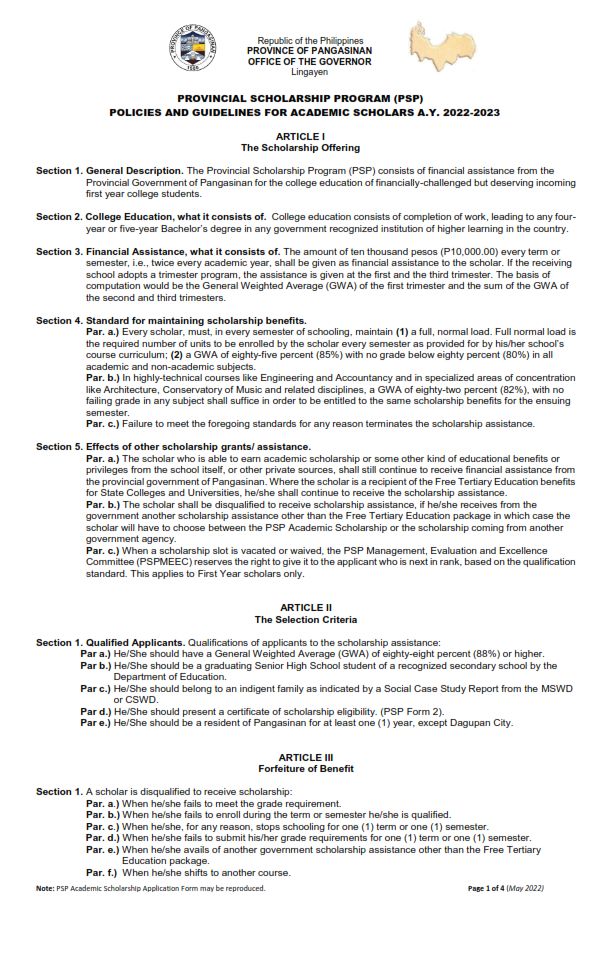 PROVINCE OF PANGASINAN
Republic of the Philippines
PROVINCE OF PANGASINAN
OFFICE OF THE GOVERNOR
Lingayen
PROVINCIAL SCHOLARSHIP PROGRAM (PSP)
POLICIES AND GUIDELINES FOR ACADEMIC SCHOLARS A.Y. 2022-2023
ARTICLE I
The Scholarship Offering
Section 1. General Description. The Provincial Scholarship Program (PSP) consists of financial assistance from the
Provincial Government of Pangasinan for the college education of financially-challenged but deserving incoming
first year college students.
Section 2. College Education, what it consists of. College education consists of completion of work, leading to any four-
year or five-year Bachelor's degree in any government recognized institution of higher learning in the country.
Section 3. Financial Assistance, what it consists of. The amount of ten thousand pesos (P10,000.00) every term or
semester, i.e., twice every academic year, shall be given as financial assistance to the scholar. If the receiving
school adopts a trimester program, the assistance is given at the first and the third trimester. The basis of
computation would be the General Weighted Average (GWA) of the first trimester and the sum of the GWA of
the second and third trimesters.
Section 4. Standard for maintaining scholarship benefits.
Par. a.) Every scholar, must, in every semester of schooling, maintain (1) a full, normal load. Full normal load is
the required number of units to be enrolled by the scholar every semester as provided for by his/her school's
course curriculum; (2) a GWA of eighty-five percent (85%) with no grade below eighty percent (80%) in all
academic and non-academic subjects.
Par. b.) In highly-technical courses like Engineering and Accountancy and in specialized areas of concentration
like Architecture, Conservatory of Music and related disciplines, a GWA of eighty-two percent (82%), with no
failing grade in any subject shall suffice in order to be entitled to the same scholarship benefits for the ensuing
semester.
Par. c.) Failure to meet the foregoing standards for any reason terminates the scholarship assistance.
Section 5. Effects of other scholarship grants/ assistance.
Par. a.) The scholar who is able to earn academic scholarship or some other kind of educational benefits or
privileges from the school itself, or other private sources, shall still continue to receive financial assistance from
the provincial government of Pangasinan. Where the scholar is a recipient of the Free Tertiary Education benefits
for State Colleges and Universities, he/she shall continue to receive the scholarship assistance.
Par. b.) The scholar shall be disqualified to receive scholarship assistance, if he/she receives from the
government another scholarship assistance other than the Free Tertiary Education package in which case the
scholar will have to choose between the PSP Academic Scholarship or the scholarship coming from another
government agency.
Par. c.) When a scholarship slot is vacated or waived, the PSP Management, Evaluation and Excellence
Committee (PSPMEEC) reserves the right to give it to the applicant who is next in rank, based on the qualification
standard. This applies to First Year scholars only.
ARTICLE II
The Selection Criteria
Section 1. Qualified Applicants. Qualifications of applicants to the scholarship assistance:
Par a.) He/She should have a General Weighted Average (GWA) of eighty-eight percent (88%) or higher.
Par b.) He/She should be a graduating Senior High School student of a recognized secondary school by the
Department of Education.
Par c.) He/She should belong to an indigent family as indicated by a Social Case Study Report from the MSWD
or CSWD.
Par d.) He/She should present a certificate of scholarship eligibility. (PSP Form 2).
Par e.) He/She should be a resident of Pangasinan for at least one (1) year, except Dagupan City.
ARTICLE III
Forfeiture of Benefit
Section 1. A scholar is disqualified to receive scholarship:
Par. a.) When he/she fails to meet the grade requirement.
Par. b.) When he/she fails to enroll during the term or semester he/she is qualified.
Par. c.) When he/she, for any reason, stops schooling for one (1) term or one (1) semester.
Par. d.) When he/she fails to submit his/her grade requirements for one (1) term or one (1) semester.
Par. e.) When he/she avails of another government scholarship assistance other than the Free Tertiary
Education package.
Par. f.) When he/she shifts to another course.
Note: PSP Academic Scholarship Application Form may be reproduced.
Page 1 of 4 (May 2022)